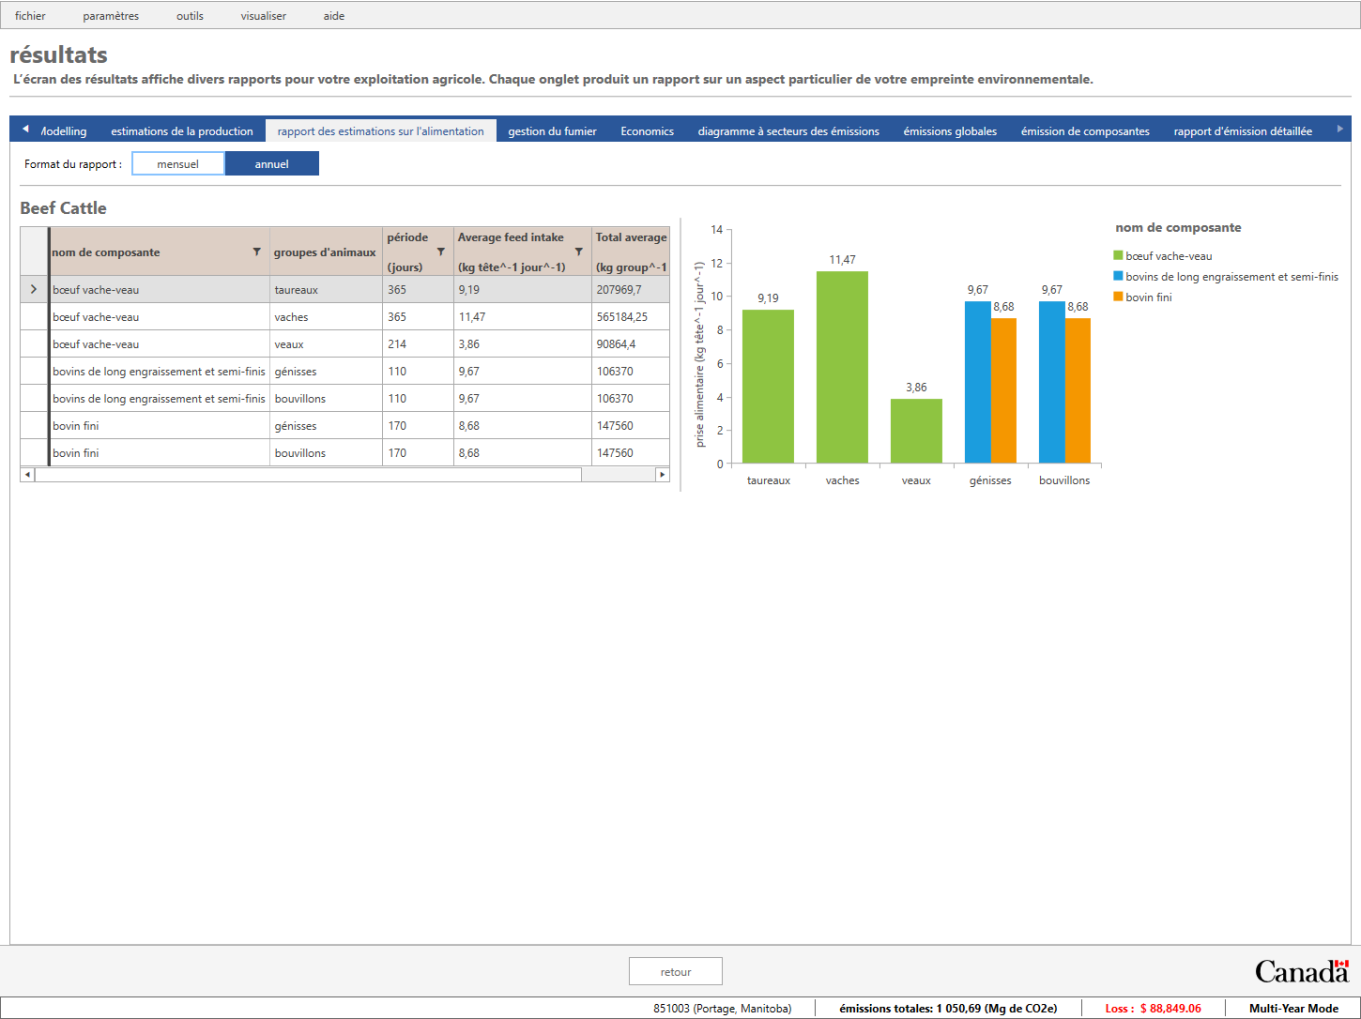 fichier paramètres outils visualiser aide
résultats
L'écran des résultats affiche divers rapports pour votre exploitation agricole. Chaque onglet produit un rapport sur un aspect particulier de votre empreinte environnementale.
Modelling estimations de la production rapport des estimations sur l'alimentation gestion du fumier Economics diagramme à secteurs des émissions émissions globales émission de composantes rapport d'émission détaillée
Format du rapport : mensuel annuel
Beef Cattle
nom de composante groupes d'animaux période (jours) Average feed intake (kg tête^-1 jour^-1) Total average (kg group^-1
bœuf vache-veau taureaux 365 9,19 207969,7
bœuf vache-veau vaches 365 11,47 565184,25
bœuf vache-veau veaux 214 3,86 90864,4
bovins de long engraissement et semi-finis génisses 110 9,67 106370
bovins de long engraissement et semi-finis bouvillons 110 9,67 106370
bovin fini génisses 170 8,68 147560
bovin fini bouvillons 170 8,68 147560
prise alimentaire (kg tête^-1 jour^-1)
14
12
10
8
6
4
2
0
9,19
11,47
3,86
9,67
8,68
9,67
8,68
taureaux vaches veaux génisses bouvillons
nom de composante
bœuf vache-veau
bovins de long engraissement et semi-finis
bovin fini
retour
Canada
851003 (Portage, Manitoba) émissions totales: 1 050,69 (Mg de CO2e) Loss : $ 88,849.06 Multi-Year Mode